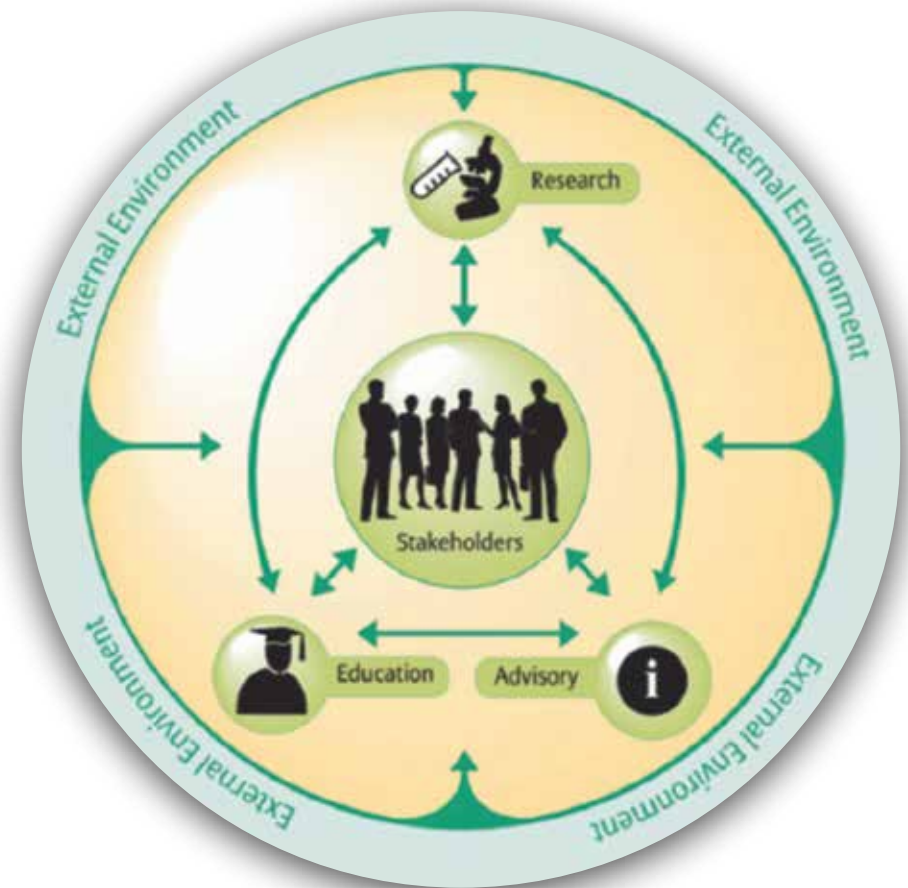 External Environment
External Environment
Research
Stakeholders
Education
Advisory
i
External Environment
External Environment